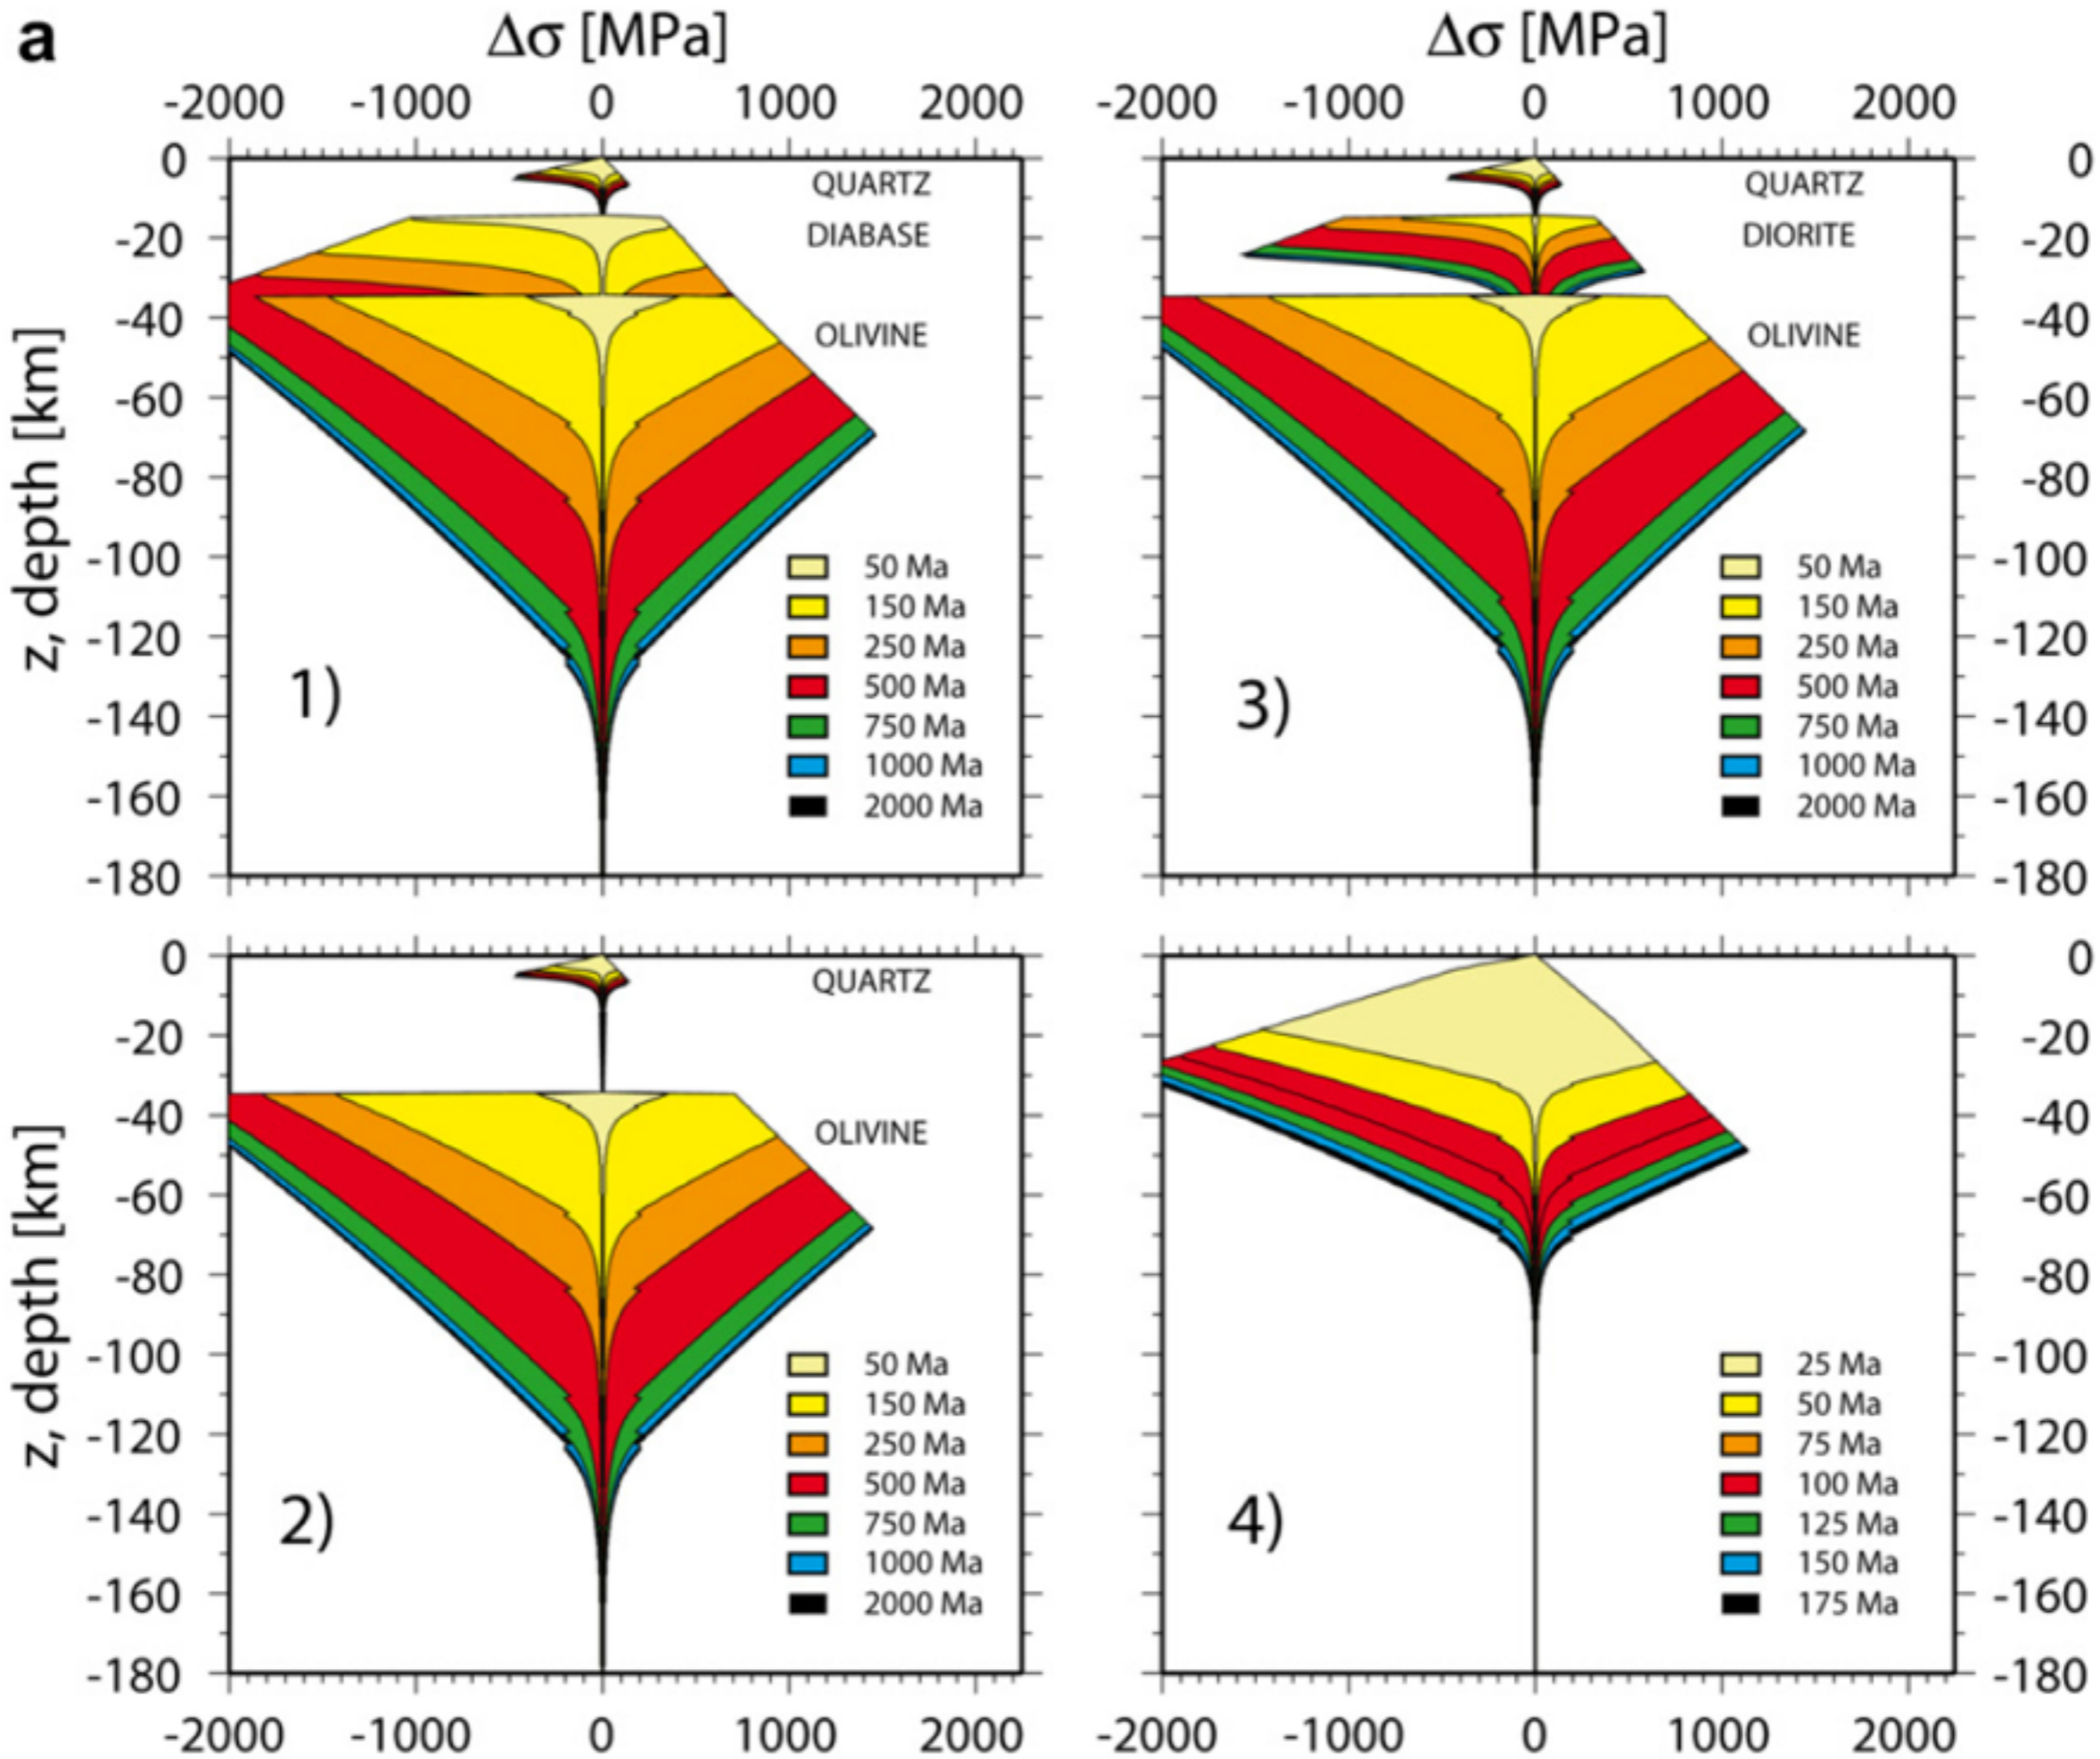 a
Δσ [MPa]
Δσ [MPa]
-2000 -1000 0 1000 2000
-2000 -1000 0 1000 2000
z, depth [km]
0
-20
-40
-60
-80
-100
-120
-140
-160
-180
QUARTZ
DIABASE
OLIVINE
1)
50 Ma
150 Ma
250 Ma
500 Ma
750 Ma
1000 Ma
2000 Ma
QUARTZ
DIORITE
OLIVINE
3)
50 Ma
150 Ma
250 Ma
500 Ma
750 Ma
1000 Ma
2000 Ma
0
-20
-40
-60
-80
-100
-120
-140
-160
-180
z, depth [km]
0
-20
-40
-60
-80
-100
-120
-140
-160
-180
QUARTZ
OLIVINE
2)
50 Ma
150 Ma
250 Ma
500 Ma
750 Ma
1000 Ma
2000 Ma
4)
25 Ma
50 Ma
75 Ma
100 Ma
125 Ma
150 Ma
175 Ma
0
-20
-40
-60
-80
-100
-120
-140
-160
-180
-2000 -1000 0 1000 2000
-2000 -1000 0 1000 2000